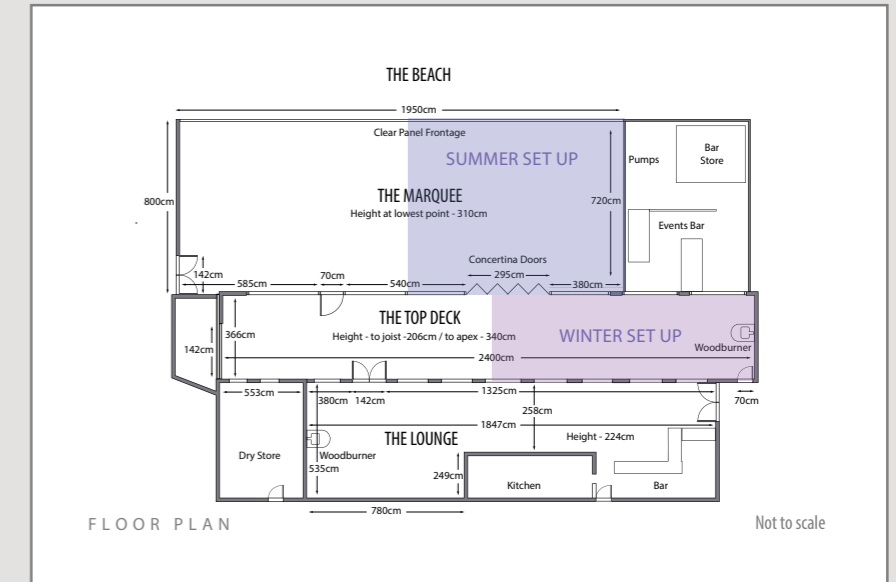 THE BEACH
1950cm
Clear Panel Frontage
SUMMER SET UP
Pumps
Bar
Store
THE MARQUEE
Height at lowest point - 310cm
800cm
720cm
Events Bar
Concertina Doors
142cm
585cm
70cm
540cm
295cm
380cm
THE TOP DECK
Height - to joist -206cm / to apex - 340cm
366cm
WINTER SET UP
142cm
Woodburner
2400cm
553cm
380cm
142cm
1325cm
70cm
258cm
1847cm
THE LOUNGE
Height - 224cm
Dry Store
Woodburner
535cm
249cm
Kitchen
Bar
780cm
FLOOR PLAN
Not to scale